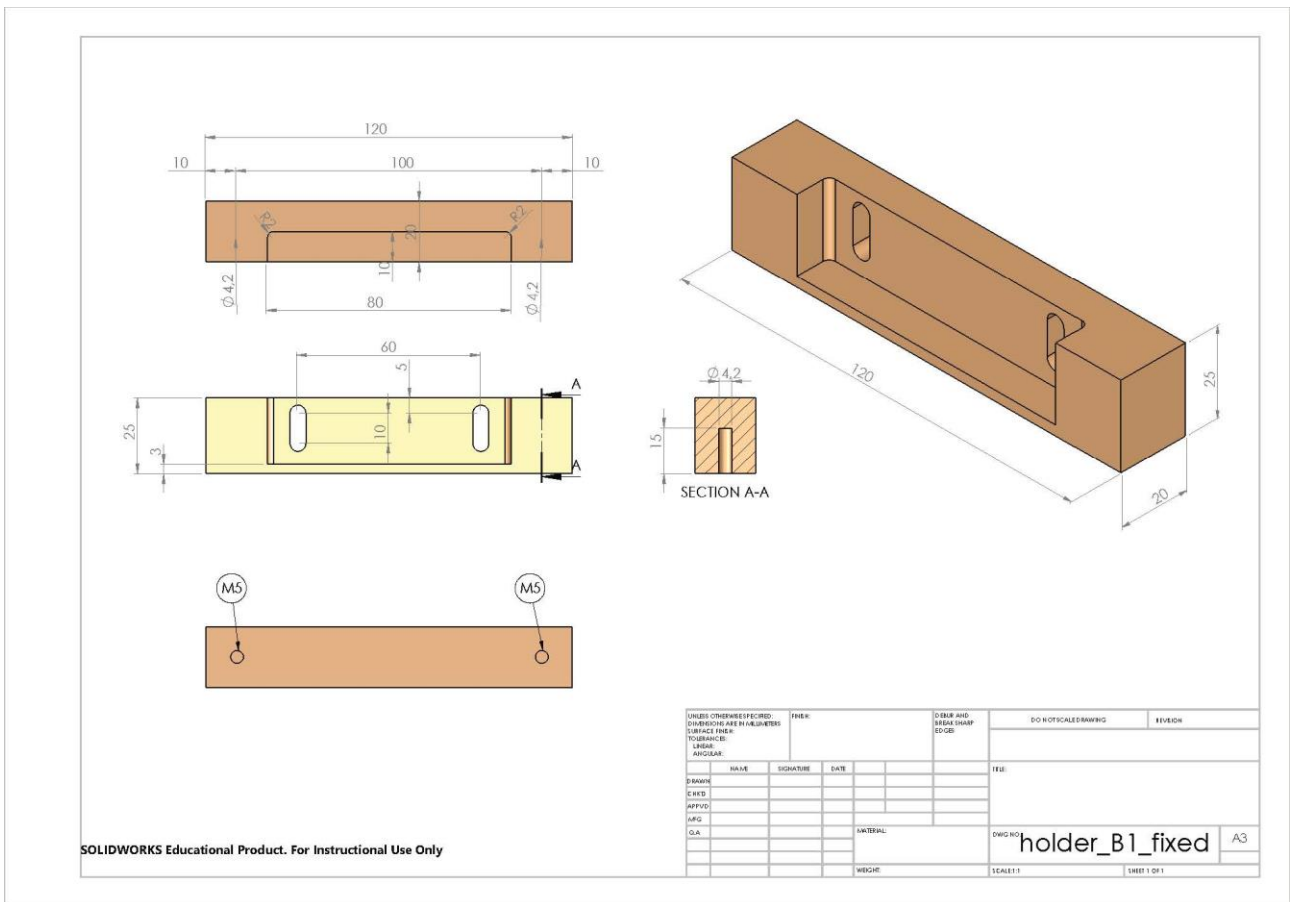 120
10 100 10
R2 R2
20
10
Ø 4,2 Ø 4,2
80
60
5
A
25
3
10
A
Ø 4,2
15
SECTION A-A
120
25
20
M5 M5
UNLESS OTHERWISE SPECIFIED:
DIMENSIONS ARE IN MILLIMETERS
SURFACE FINISH:
TOLERANCES:
LINEAR:
ANGULAR:
FINISH:
DEBUR AND
BREAK SHARP
EDGES
DO NOT SCALE DRAWING
REVISION
NAME SIGNATURE DATE
TITLE:
DRAWN
CHK'D
APPV'D
MFG
Q.A
MATERIAL:
DWG NO.
holder_B1_fixed
A3
WEIGHT:
SCALE:1:1
SHEET 1 OF 1
SOLIDWORKS Educational Product. For Instructional Use Only